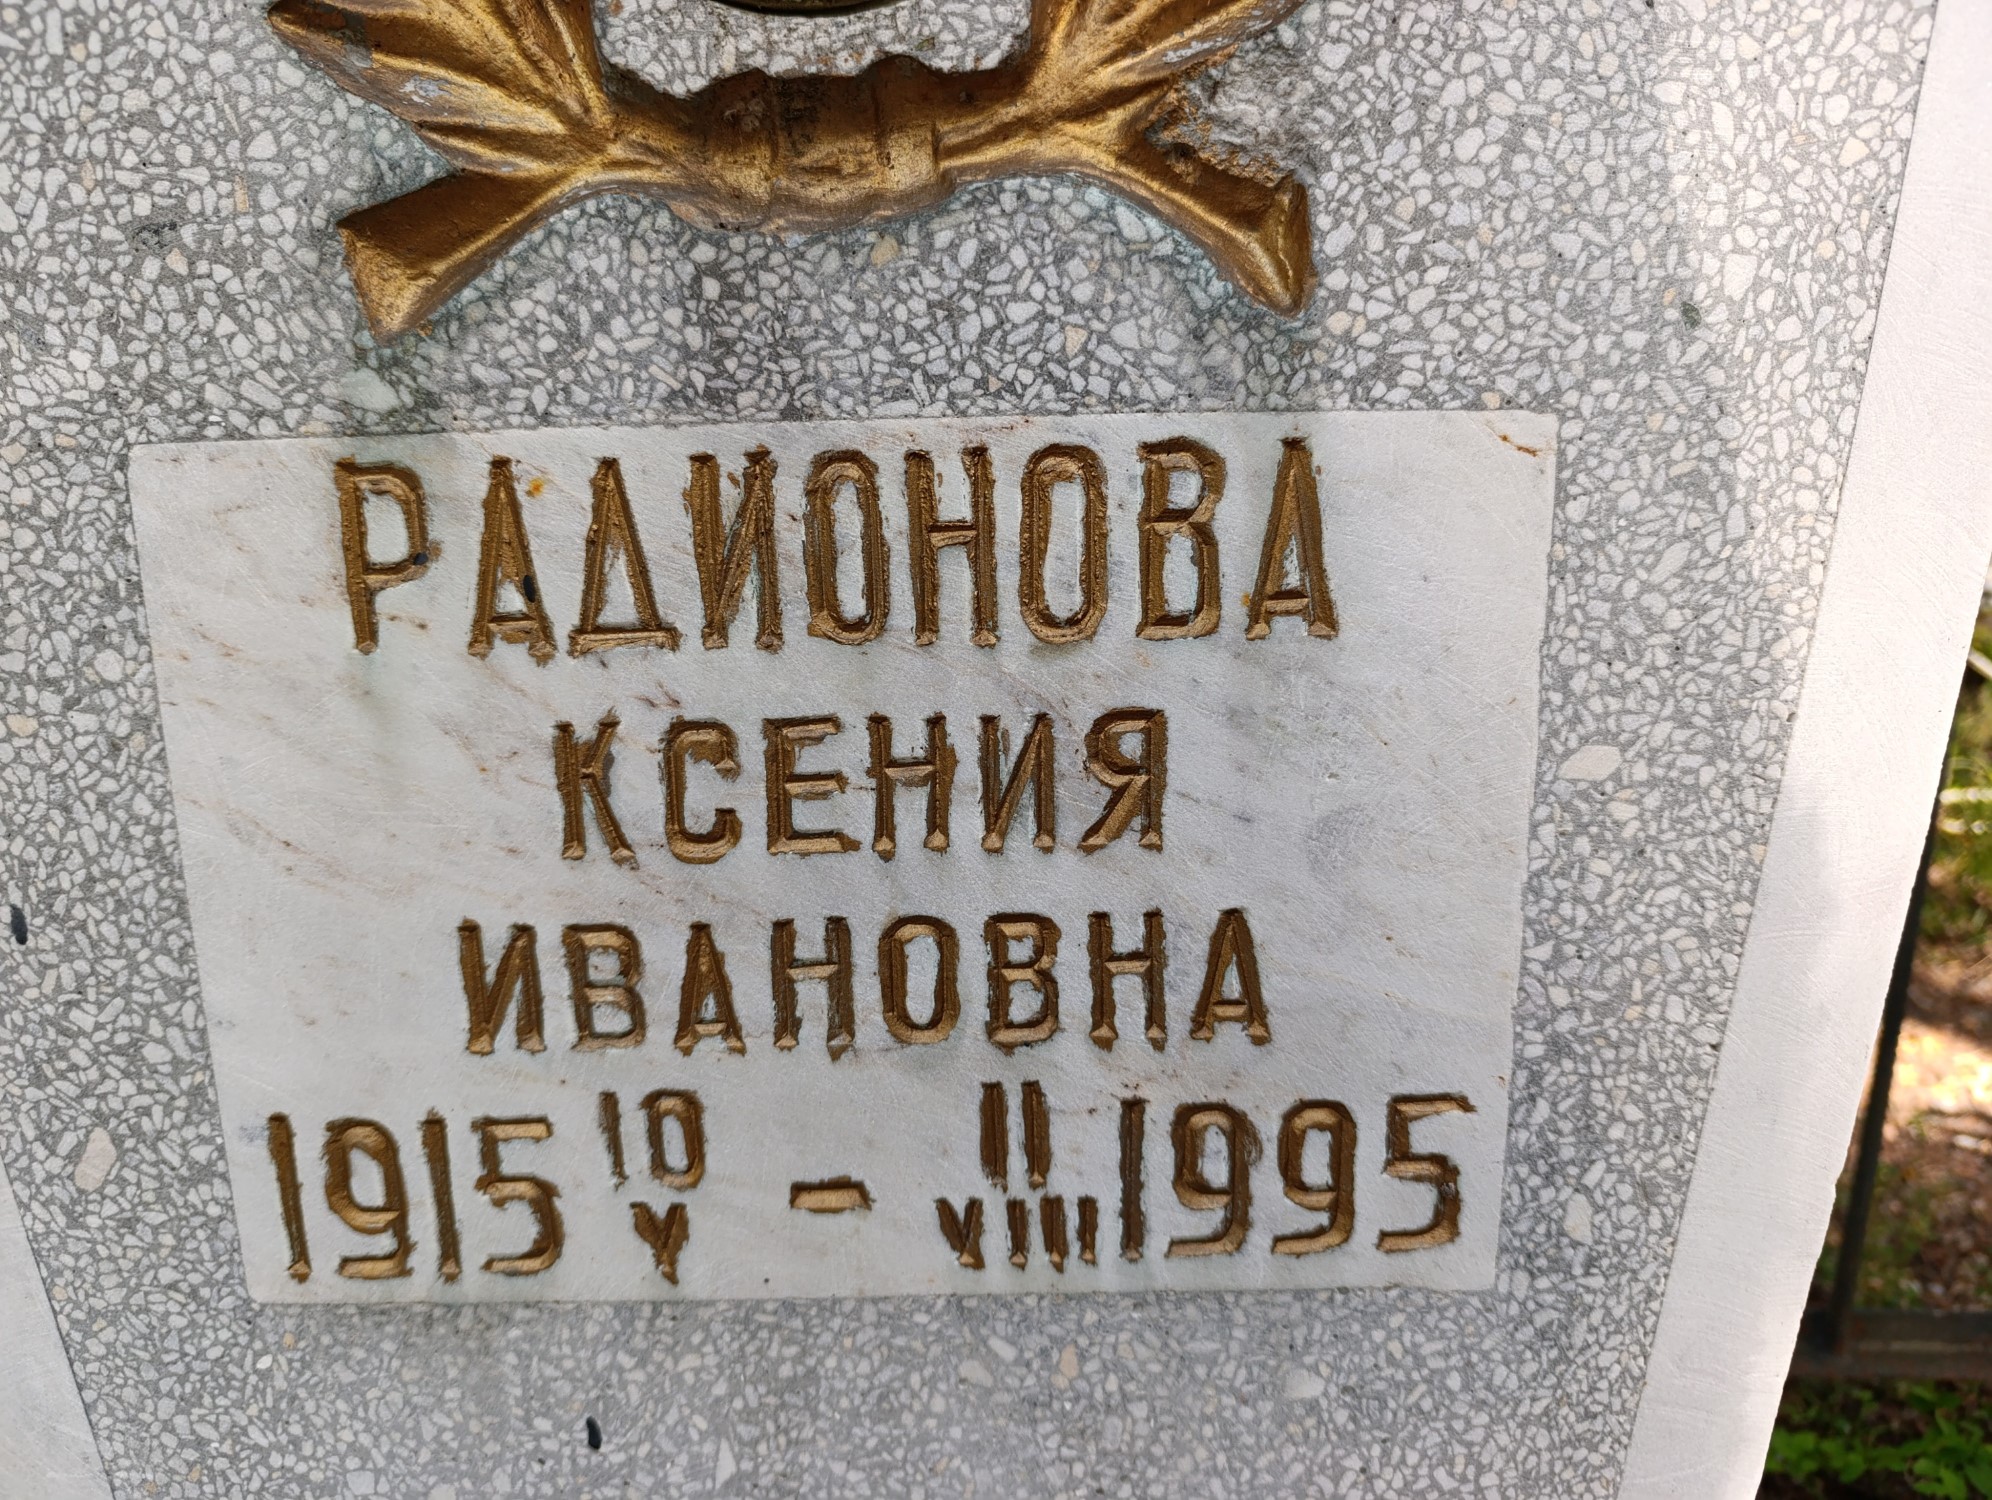 РАДИОНОВА
КСЕНИЯ
ИВАНОВНА
1915 10/V - 11/VIII 1995